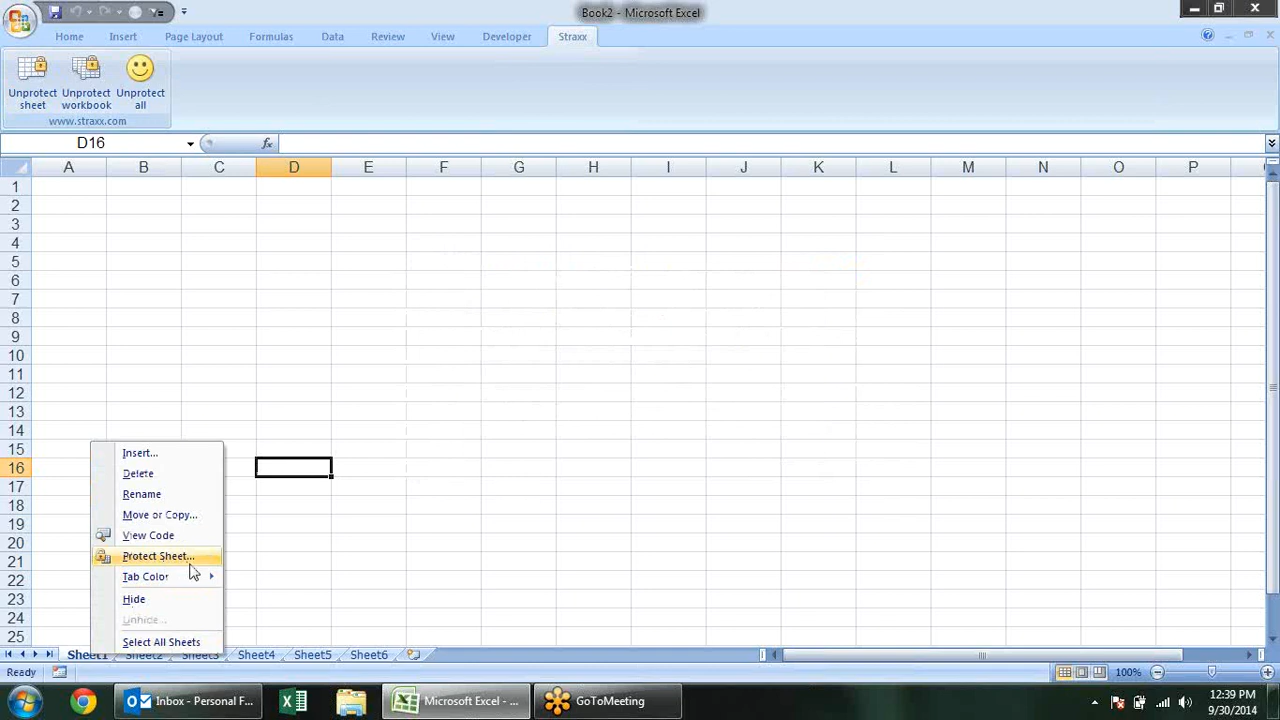 Book2 - Microsoft Excel
Home Insert Page Layout Formulas Data Review View Developer Straxx
Unprotect sheet Unprotect workbook Unprotect all
www.straxx.com
D16 fx
A B C D E F G H I J K L M N O P
1
2
3
4
5
6
7
8
9
10
11
12
13
14
15
16
17
18
19
20
21
22
23
24
25
Insert...
Delete
Rename
Move or Copy...
View Code
Protect Sheet...
Tab Color
Hide
Unhide...
Select All Sheets
Sheet1 Sheet2 Sheet3 Sheet4 Sheet5 Sheet6
Ready 100%
Inbox - Personal F... Microsoft Excel - ... GoToMeeting 12:39 PM
9/30/2014